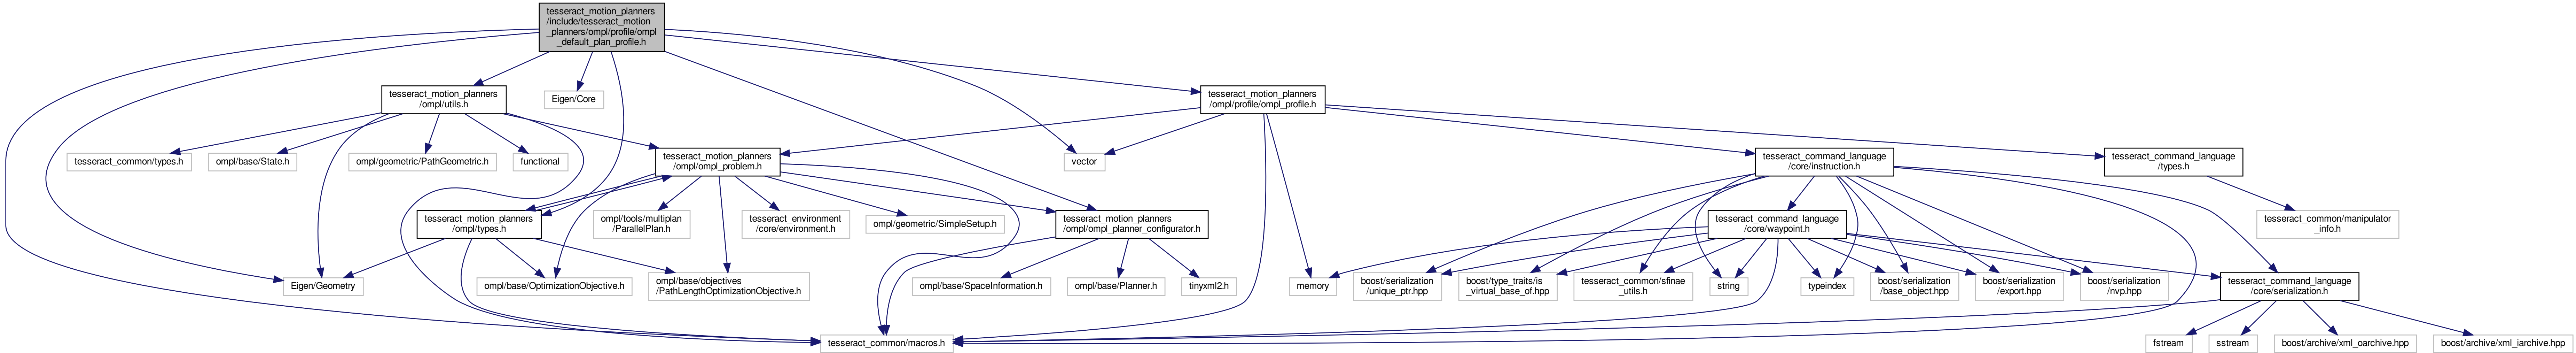 tesseract_motion_planners
/include/tesseract_motion
_planners/ompl/profile/ompl
_default_plan_profile.h
tesseract_motion_planners
/ompl/utils.h
Eigen/Core
tesseract_motion_planners
/ompl/profile/ompl_profile.h
tesseract_common/types.h
ompl/base/State.h
ompl/geometric/PathGeometric.h
functional
tesseract_motion_planners
/ompl/ompl_problem.h
vector
tesseract_command_language
/core/instruction.h
tesseract_command_language
/types.h
tesseract_motion_planners
/ompl/types.h
ompl/tools/multiplan
/ParallelPlan.h
tesseract_environment
/core/environment.h
ompl/geometric/SimpleSetup.h
tesseract_motion_planners
/ompl/ompl_planner_configurator.h
tesseract_command_language
/core/waypoint.h
tesseract_common/manipulator
_info.h
Eigen/Geometry
ompl/base/OptimizationObjective.h
ompl/base/objectives
/PathLengthOptimizationObjective.h
ompl/base/SpaceInformation.h
ompl/base/Planner.h
tinyxml2.h
memory
boost/serialization
/unique_ptr.hpp
boost/type_traits/is
_virtual_base_of.hpp
tesseract_common/sfinae
_utils.h
string
typeindex
boost/serialization
/base_object.hpp
boost/serialization
/export.hpp
boost/serialization
/nvp.hpp
tesseract_command_language
/core/serialization.h
tesseract_common/macros.h
fstream
sstream
boost/archive/xml_oarchive.hpp
boost/archive/xml_iarchive.hpp